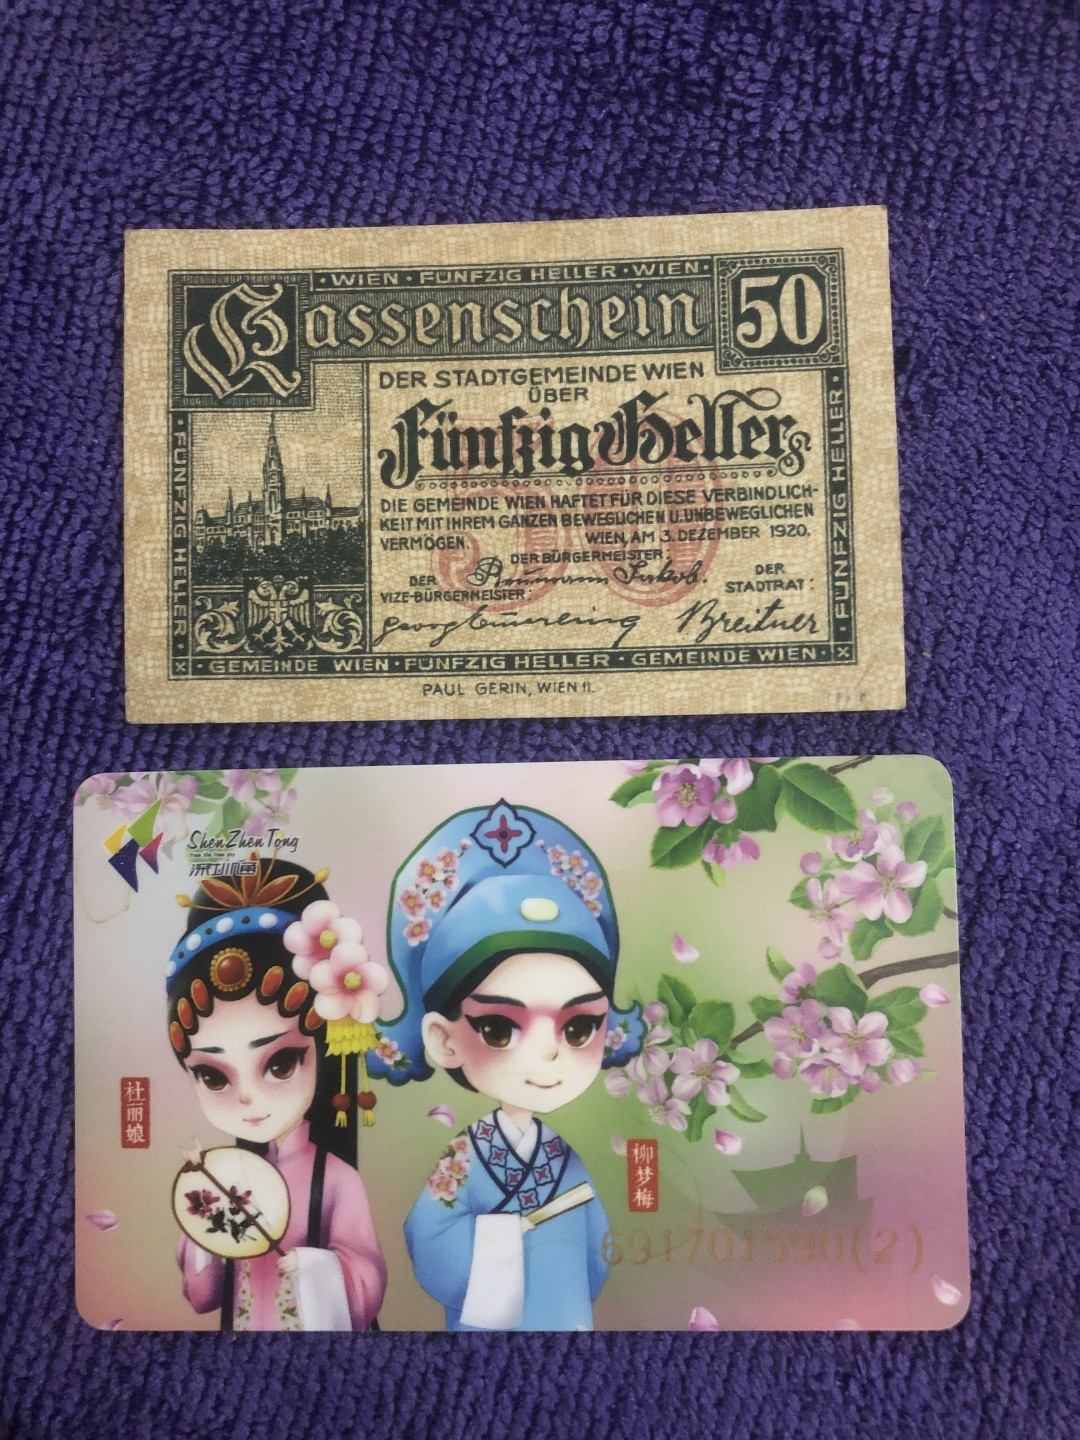 · WIEN · FÜNFZIG HELLER · WIEN ·
Kassenschein
50
DER STADTGEMEINDE WIEN
ÜBER
Fünfzig Heller
50
DIE GEMEINDE WIEN HAFTET FÜR DIESE VERBINDLICH-
KEIT MIT IHREM GANZEN BEWEGLICHEN U. UNBEWEGLICHEN
VERMÖGEN.
WIEN, AM 3. DEZEMBER 1920.
DER BÜRGERMEISTER:
DER
VIZE-BÜRGERMEISTER:
DER
STADTRAT:
Breitner
· FÜNFZIG HELLER ·
· FÜNFZIG HELLER ·
· GEMEINDE WIEN · FÜNFZIG HELLER · GEMEINDE WIEN ·
PAUL GERIN, WIEN II.
ShenZhen Tong
深圳通
杜丽娘
柳梦梅
691701590(2)